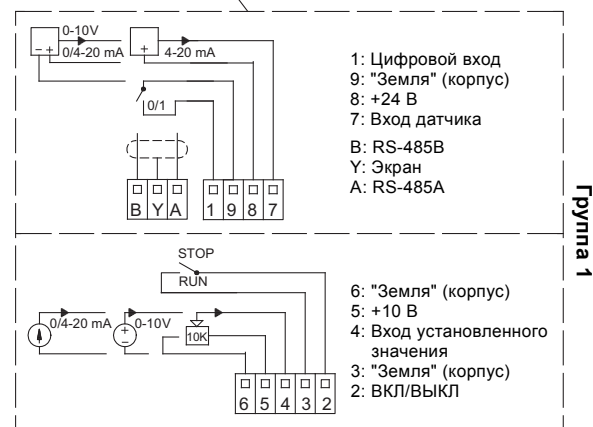 0-10V
0/4-20 mA
4-20 mA
- +
+
0/1
B Y A
1 9 8 7
1: Цифровой вход
9: "Земля" (корпус)
8: +24 В
7: Вход датчика
B: RS-485B
Y: Экран
A: RS-485A
Группа 1
STOP
RUN
0/4-20 mA
0-10V
+
-
10K
6 5 4 3 2
6: "Земля" (корпус)
5: +10 В
4: Вход установленного
значения
3: "Земля" (корпус)
2: ВКЛ/ВЫКЛ